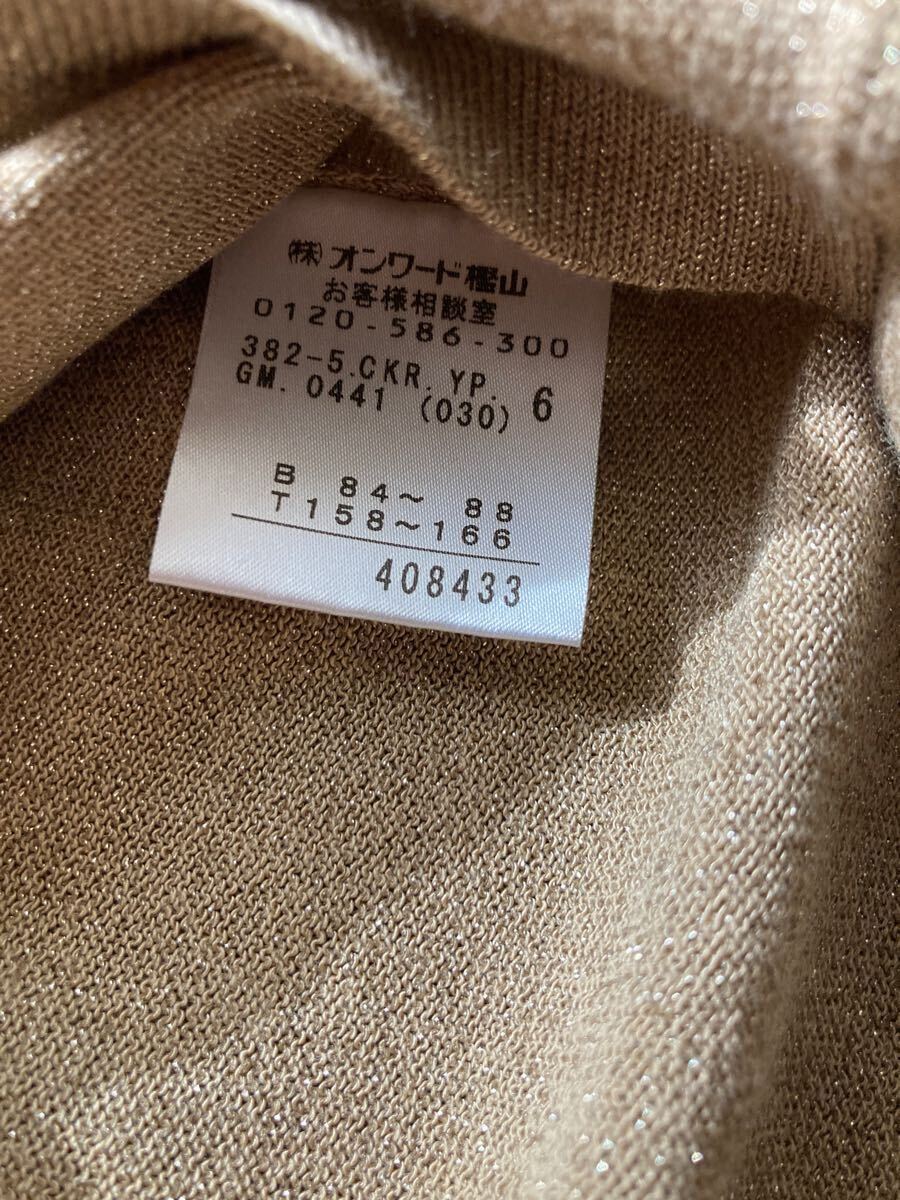 ㈱オンワード樫山
お客様相談室
0120-586-300
382-5.CKR.YP. 6
GM. 0441 (030)
B 84～ 88
T158～166
408433